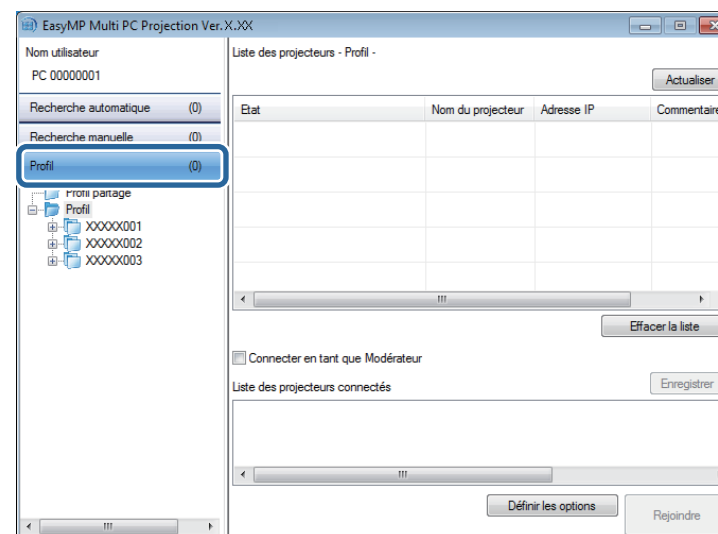 EasyMP Multi PC Projection Ver.X.XX
Nom utilisateur
PC 00000001
Recherche automatique (0)
Recherche manuelle (0)
Profil (0)
Profil partage
Profil
XXXXX001
XXXXX002
XXXXX003
Liste des projecteurs - Profil -
Actualiser
Etat Nom du projecteur Adresse IP Commentaire
Effacer la liste
Connecter en tant que Modérateur
Liste des projecteurs connectés
Enregistrer
Définir les options
Rejoindre